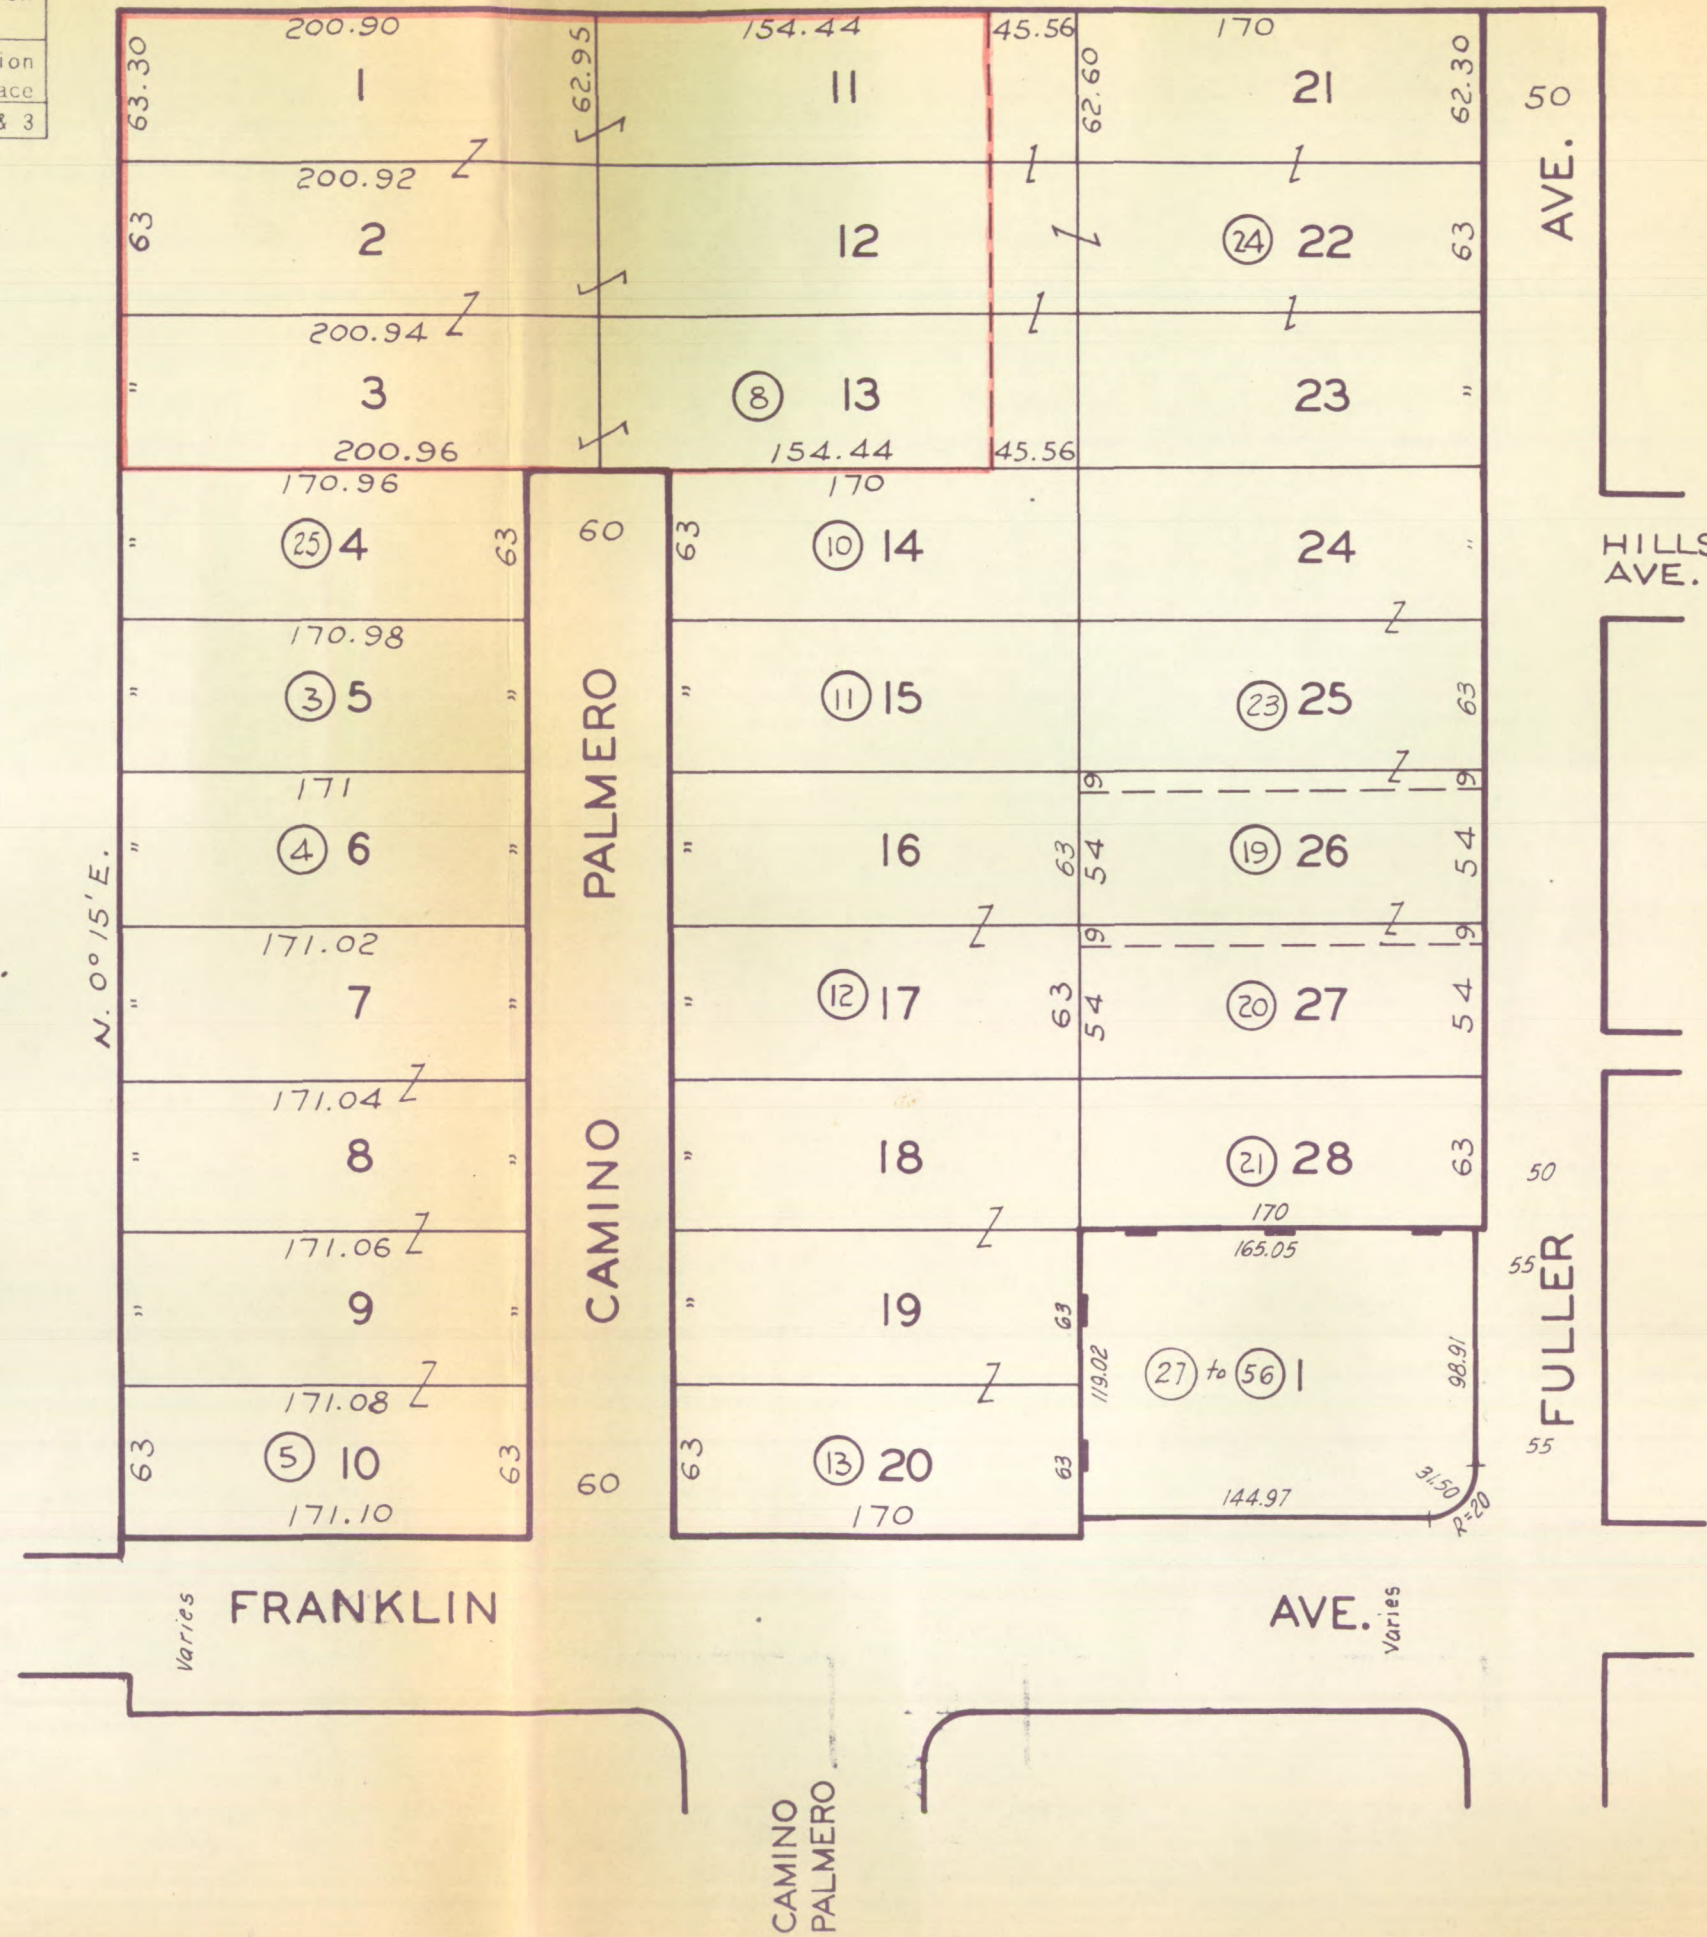 ion
ace
& 3
200.90 154.44 45.56 170
63.30 1 62.95 11 62.60 21 62.30 50
200.92
63 2 12 24 22 63 AVE.
200.94
" 3 8 13 23 "
200.96 154.44 45.56
170.96 170
" 25 4 63 60 63 10 14 24 "
HILLS
AVE.
170.98
" 3 5 " PALMERO " 11 15 23 25 63
171 9 9
" 4 6 " " 16 63 54 19 26 54
N. 0° 15' E.
171.02 9 9
" 7 " " 12 17 63 54 20 27 54
171.04
" 8 " CAMINO " 18 21 28 63 50
170
171.06 165.05 55
" 9 " " 19 63 119.02 27 to 56 1 98.91 FULLER
171.08 55
63 5 10 63 60 63 13 20 63
31.50
R=20
171.10 170 144.97
Varies FRANKLIN AVE. Varies
CAMINO
PALMERO